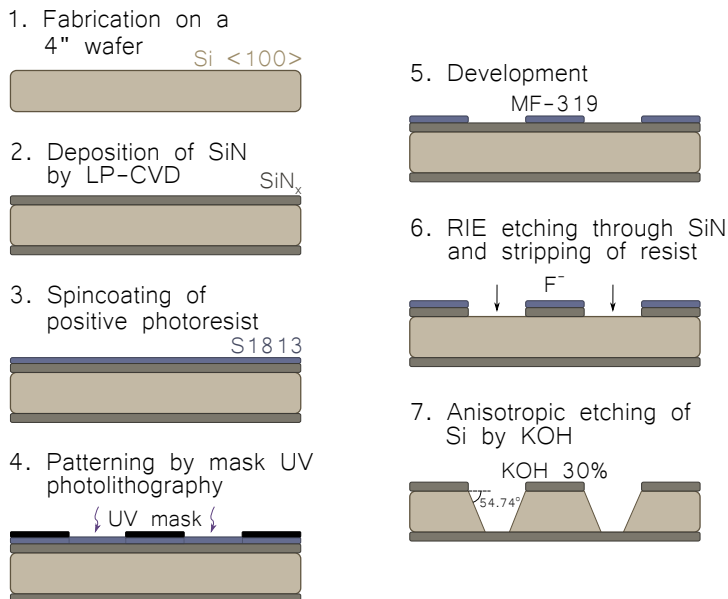 1. Fabrication on a
4" wafer
Si <100>
2. Deposition of SiN
by LP-CVD
SiNₓ
3. Spincoating of
positive photoresist
S1813
4. Patterning by mask UV
photolithography
UV mask
5. Development
MF-319
6. RIE etching through SiN
and stripping of resist
F⁻
7. Anisotropic etching of
Si by KOH
KOH 30%
54.74°